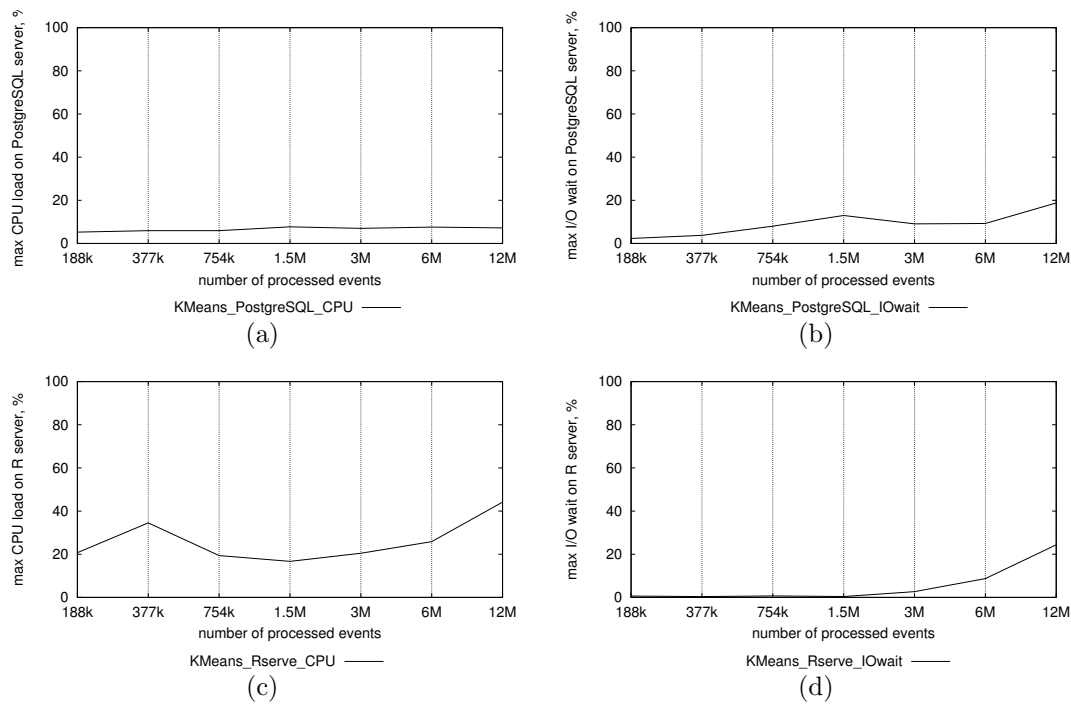 max CPU load on PostgreSQL server, %
100
80
60
40
20
0
188k 377k 754k 1.5M 3M 6M 12M
number of processed events
KMeans_PostgreSQL_CPU
(a)
max I/O wait on PostgreSQL server, %
100
80
60
40
20
0
188k 377k 754k 1.5M 3M 6M 12M
number of processed events
KMeans_PostgreSQL_IOwait
(b)
max CPU load on R server, %
100
80
60
40
20
0
188k 377k 754k 1.5M 3M 6M 12M
number of processed events
KMeans_Rserve_CPU
(c)
max I/O wait on R server, %
100
80
60
40
20
0
188k 377k 754k 1.5M 3M 6M 12M
number of processed events
KMeans_Rserve_IOwait
(d)